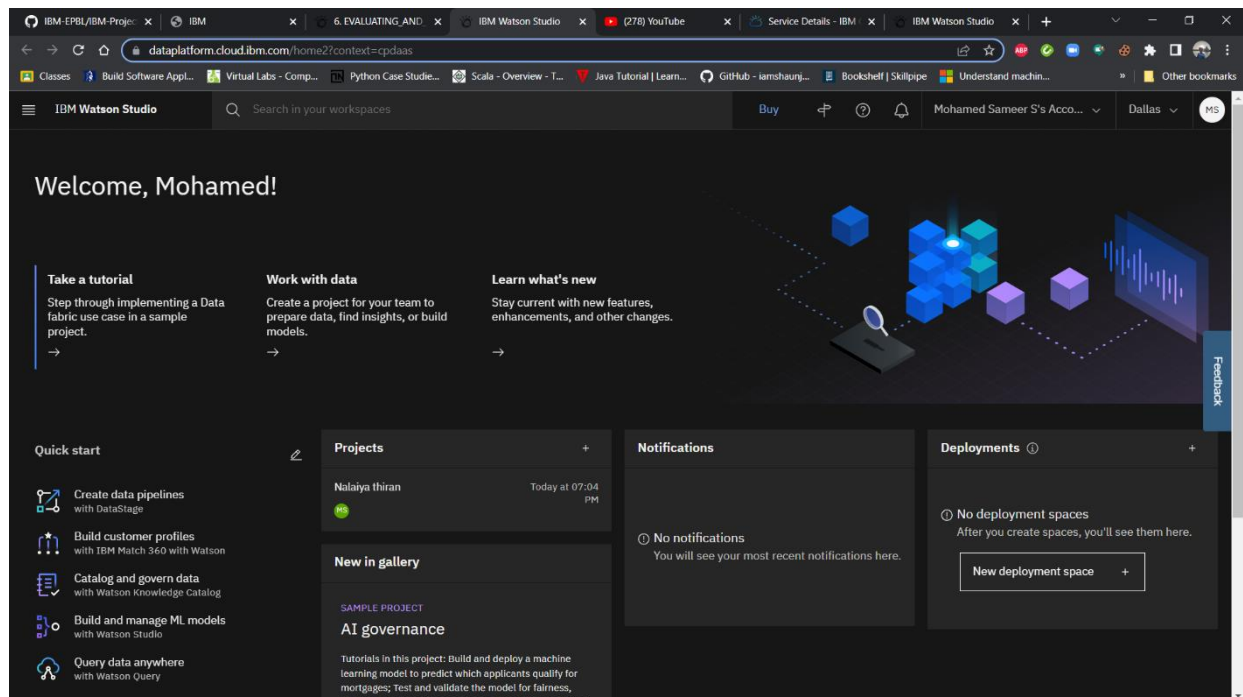 IBM-EPBL/IBM-Projec
IBM
6. EVALUATING_AND_
IBM Watson Studio
(278) YouTube
Service Details - IBM
IBM Watson Studio
dataplatform.cloud.ibm.com/home2?context=cpdaas
Classes
Build Software Appl...
Virtual Labs - Comp...
Python Case Studie...
Scala - Overview - T...
Java Tutorial | Learn...
GitHub - iamshaunj...
Bookshelf | Skillpipe
Understand machin...
»
Other bookmarks
IBM Watson Studio
Search in your workspaces
Buy
Mohamed Sameer S's Acco...
Dallas
MS
Welcome, Mohamed!
Take a tutorial
Step through implementing a Data
fabric use case in a sample
project.
→
Work with data
Create a project for your team to
prepare data, find insights, or build
models.
→
Learn what's new
Stay current with new features,
enhancements, and other changes.
→
Feedback
Quick start
Create data pipelines
with DataStage
Build customer profiles
with IBM Match 360 with Watson
Catalog and govern data
with Watson Knowledge Catalog
Build and manage ML models
with Watson Studio
Query data anywhere
with Watson Query
Projects +
Nalaiya thiran
Today at 07:04
PM
MS
New in gallery
SAMPLE PROJECT
AI governance
Tutorials in this project: Build and deploy a machine
learning model to predict which applicants qualify for
mortgages; Test and validate the model for fairness,
Notifications
No notifications
You will see your most recent notifications here.
Deployments +
No deployment spaces
After you create spaces, you'll see them here.
New deployment space +